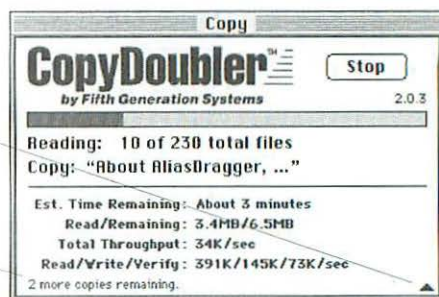 Copy
CopyDoubler™
Stop
by Fifth Generation Systems
2.0.3
Reading: 10 of 230 total files
Copy: "About AliasDragger, ..."
Est. Time Remaining: About 3 minutes
Read/Remaining: 3.4MB/6.5MB
Total Throughput: 34K/sec
Read/Write/Verify: 391K/145K/73K/sec
2 more copies remaining.